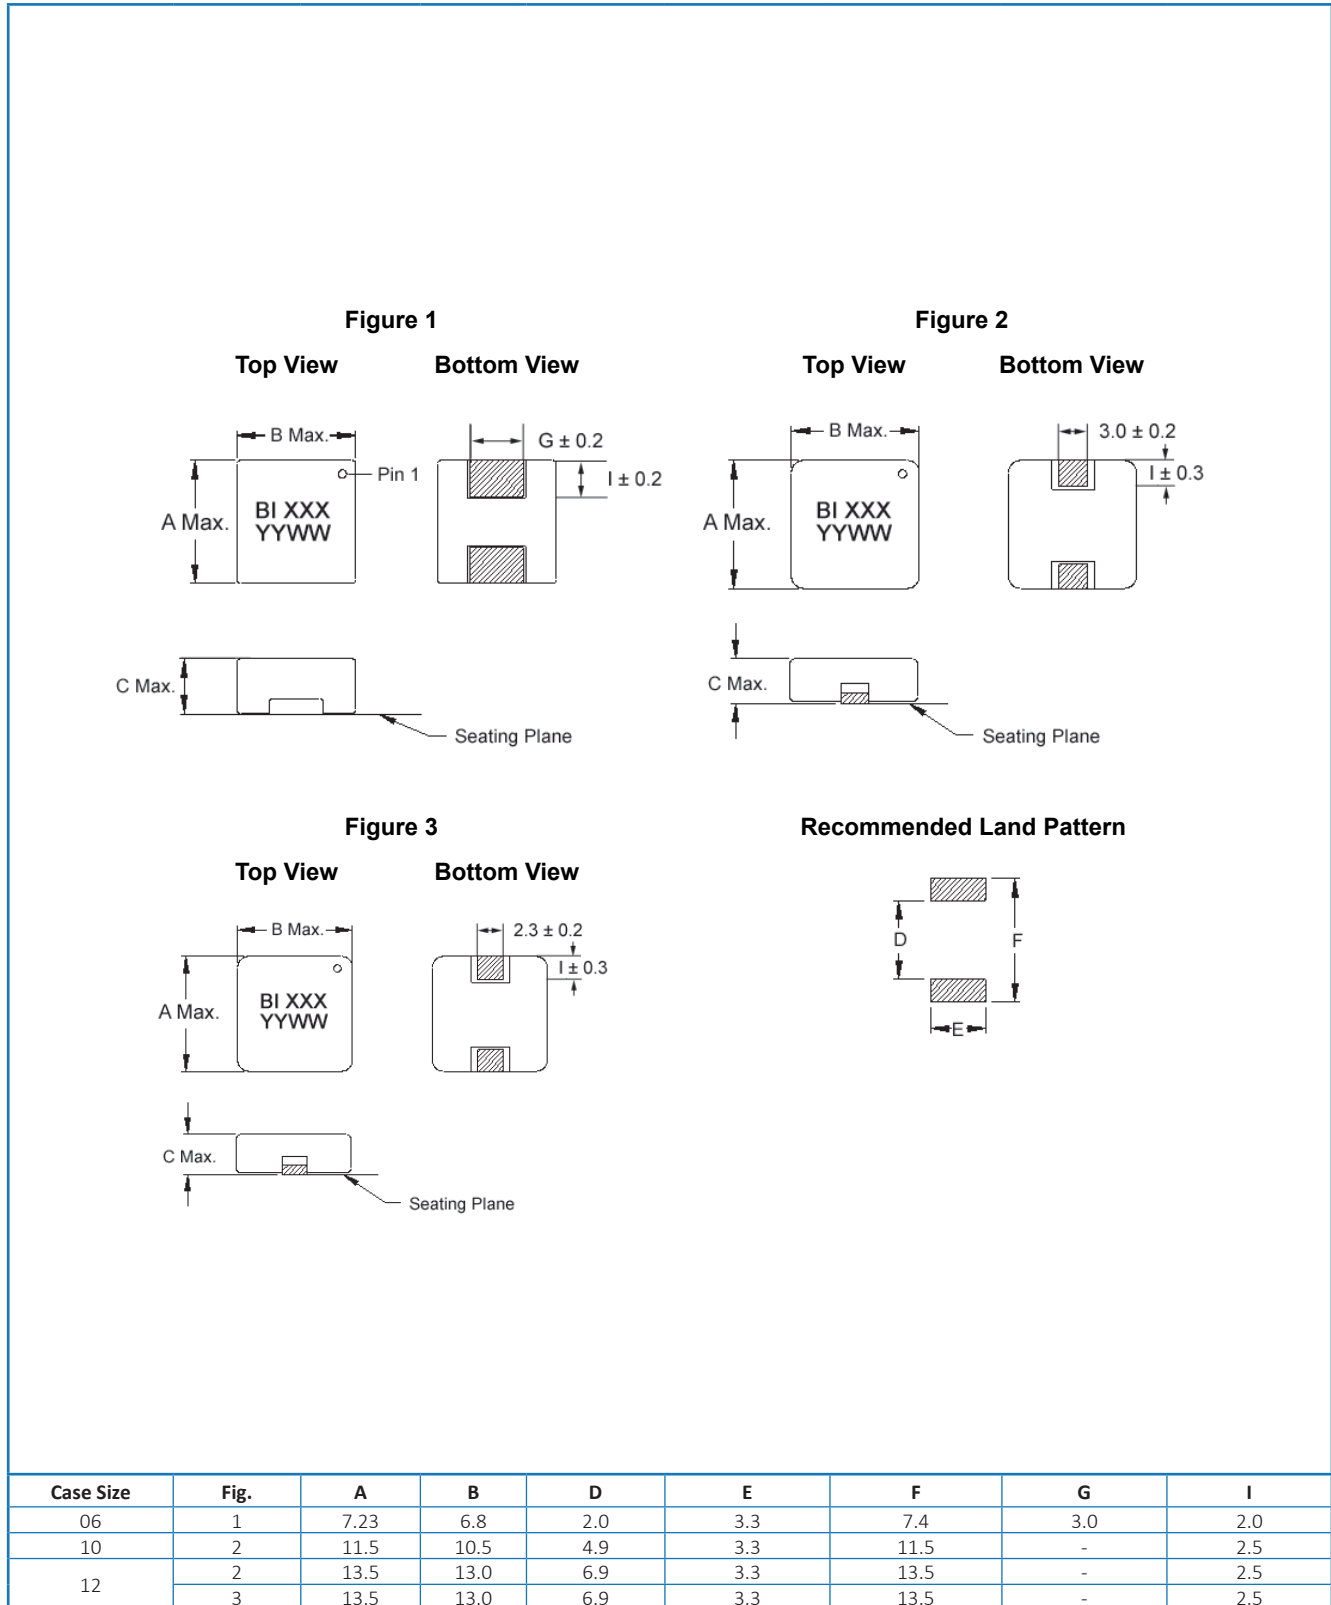 Figure 1
Top View Bottom View
B Max.
G ± 0.2
Pin 1
I ± 0.2
A Max.
BI XXX
YYWW
C Max.
Seating Plane
Figure 2
Top View Bottom View
B Max.
3.0 ± 0.2
I ± 0.3
A Max.
BI XXX
YYWW
C Max.
Seating Plane
Figure 3
Top View Bottom View
B Max.
2.3 ± 0.2
I ± 0.3
A Max.
BI XXX
YYWW
C Max.
Seating Plane
Recommended Land Pattern
D
F
E
Case Size Fig. A B D E F G I
06 1 7.23 6.8 2.0 3.3 7.4 3.0 2.0
10 2 11.5 10.5 4.9 3.3 11.5 - 2.5
12 2 13.5 13.0 6.9 3.3 13.5 - 2.5
3 13.5 13.0 6.9 3.3 13.5 - 2.5